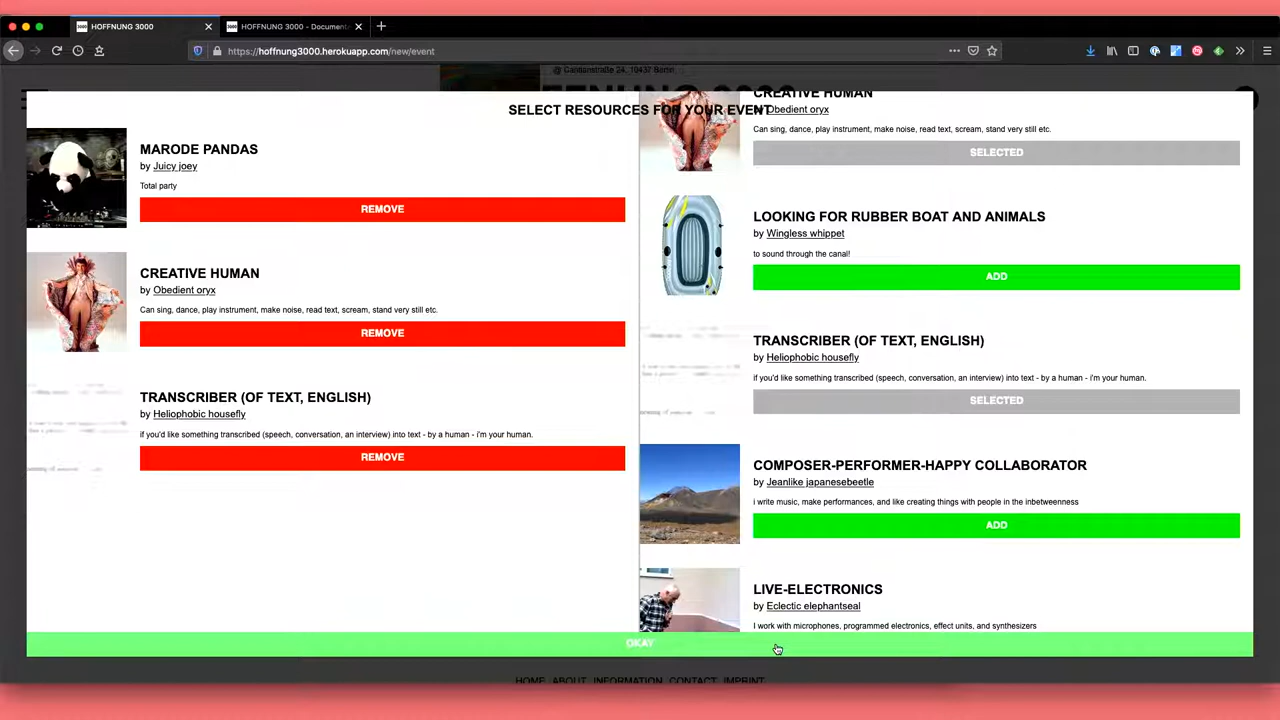 HOFFNUNG 3000
HOFFNUNG 3000 - Document
https://hoffnung3000.herokuapp.com/new/event
@ Cantianstraße 24, 10437 Berlin
SELECT RESOURCES FOR YOUR EVENT
MARODE PANDAS
by Juicy joey
Total party
REMOVE
CREATIVE HUMAN
by Obedient oryx
Can sing, dance, play instrument, make noise, read text, scream, stand very still etc.
REMOVE
TRANSCRIBER (OF TEXT, ENGLISH)
by Heliophobic housefly
if you'd like something transcribed (speech, conversation, an interview) into text - by a human - i'm your human.
REMOVE
CREATIVE HUMAN
by Obedient oryx
Can sing, dance, play instrument, make noise, read text, scream, stand very still etc.
SELECTED
LOOKING FOR RUBBER BOAT AND ANIMALS
by Wingless whippet
to sound through the canal!
ADD
TRANSCRIBER (OF TEXT, ENGLISH)
by Heliophobic housefly
if you'd like something transcribed (speech, conversation, an interview) into text - by a human - i'm your human.
SELECTED
COMPOSER-PERFORMER-HAPPY COLLABORATOR
by Jeanlike japanesebeetle
i write music, make performances, and like creating things with people in the inbetweenness
ADD
LIVE-ELECTRONICS
by Eclectic elephantseal
I work with microphones, programmed electronics, effect units, and synthesizers
OKAY
HOME ABOUT INFORMATION CONTACT IMPRINT